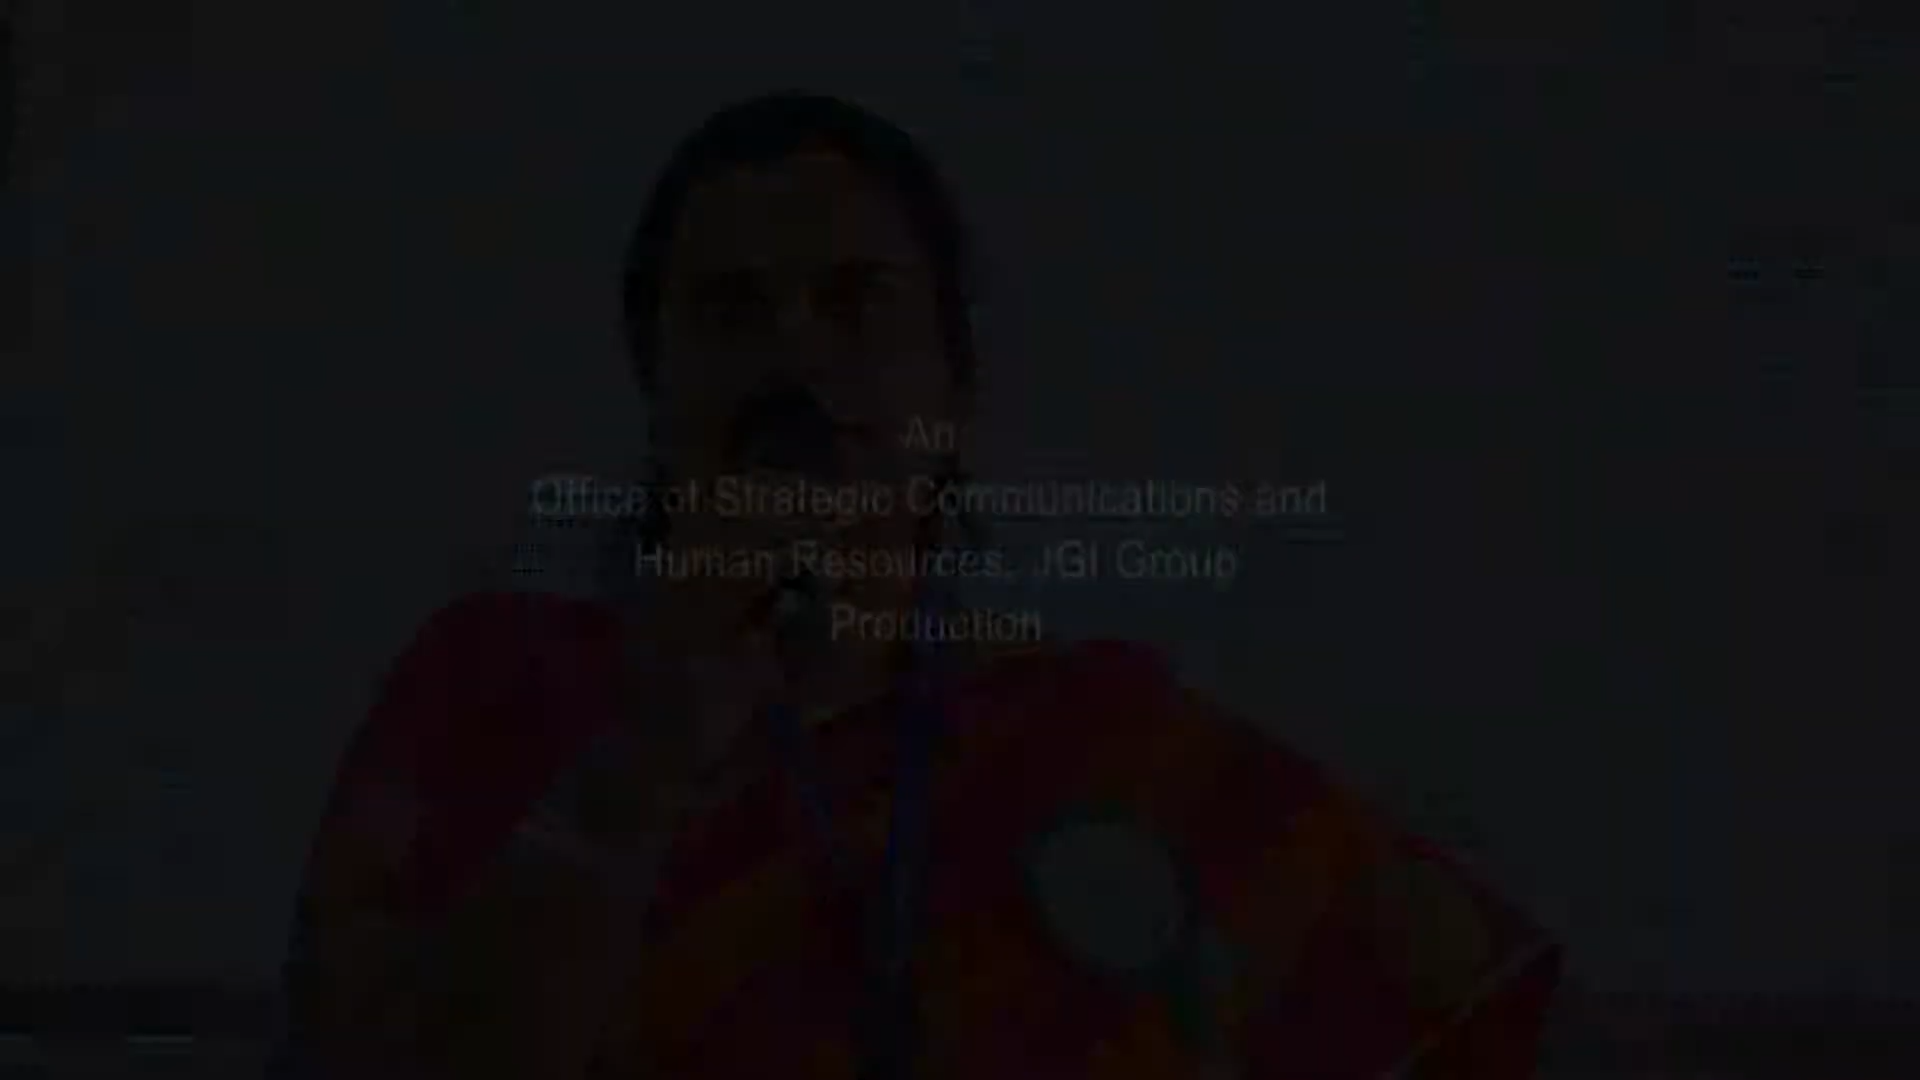 An
Office of Strategic Communications and
Human Resources, JGI Group
Production